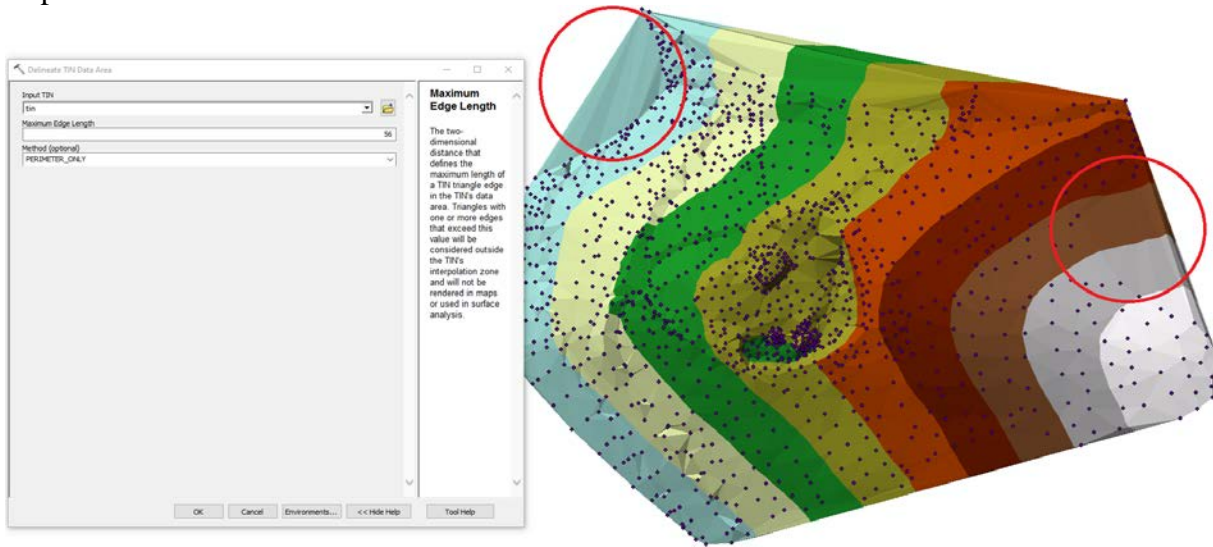 Delineate TIN Data Area
Input TIN
tin
Maximum Edge Length
56
Method (optional)
PERIMETER_ONLY
OK
Cancel
Environments...
<< Hide Help
Tool Help
Maximum
Edge Length
The two-
dimensional
distance that
defines the
maximum length of
a TIN triangle edge
in the TIN's data
area. Triangles with
one or more edges
that exceed this
value will be
considered outside
the TIN's
interpolation zone
and will not be
rendered in maps
or used in surface
analysis.